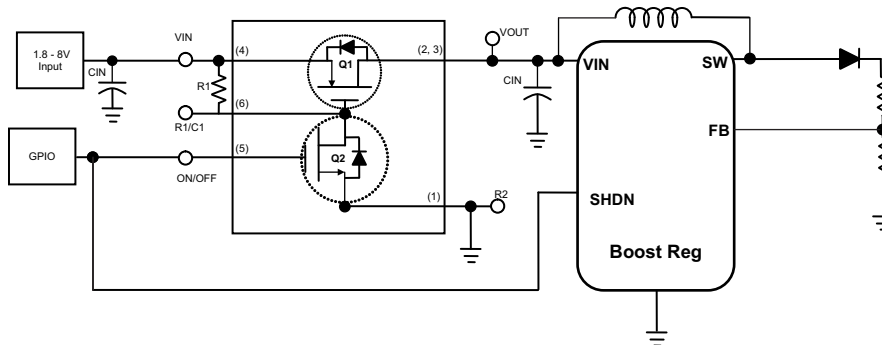 1.8 - 8V
Input
CIN
VIN
R1
(4)
Q1
(2, 3)
VOUT
CIN
VIN
SW
R1/C1
(6)
FB
GPIO
ON/OFF
(5)
Q2
(1)
R2
SHDN
Boost Reg